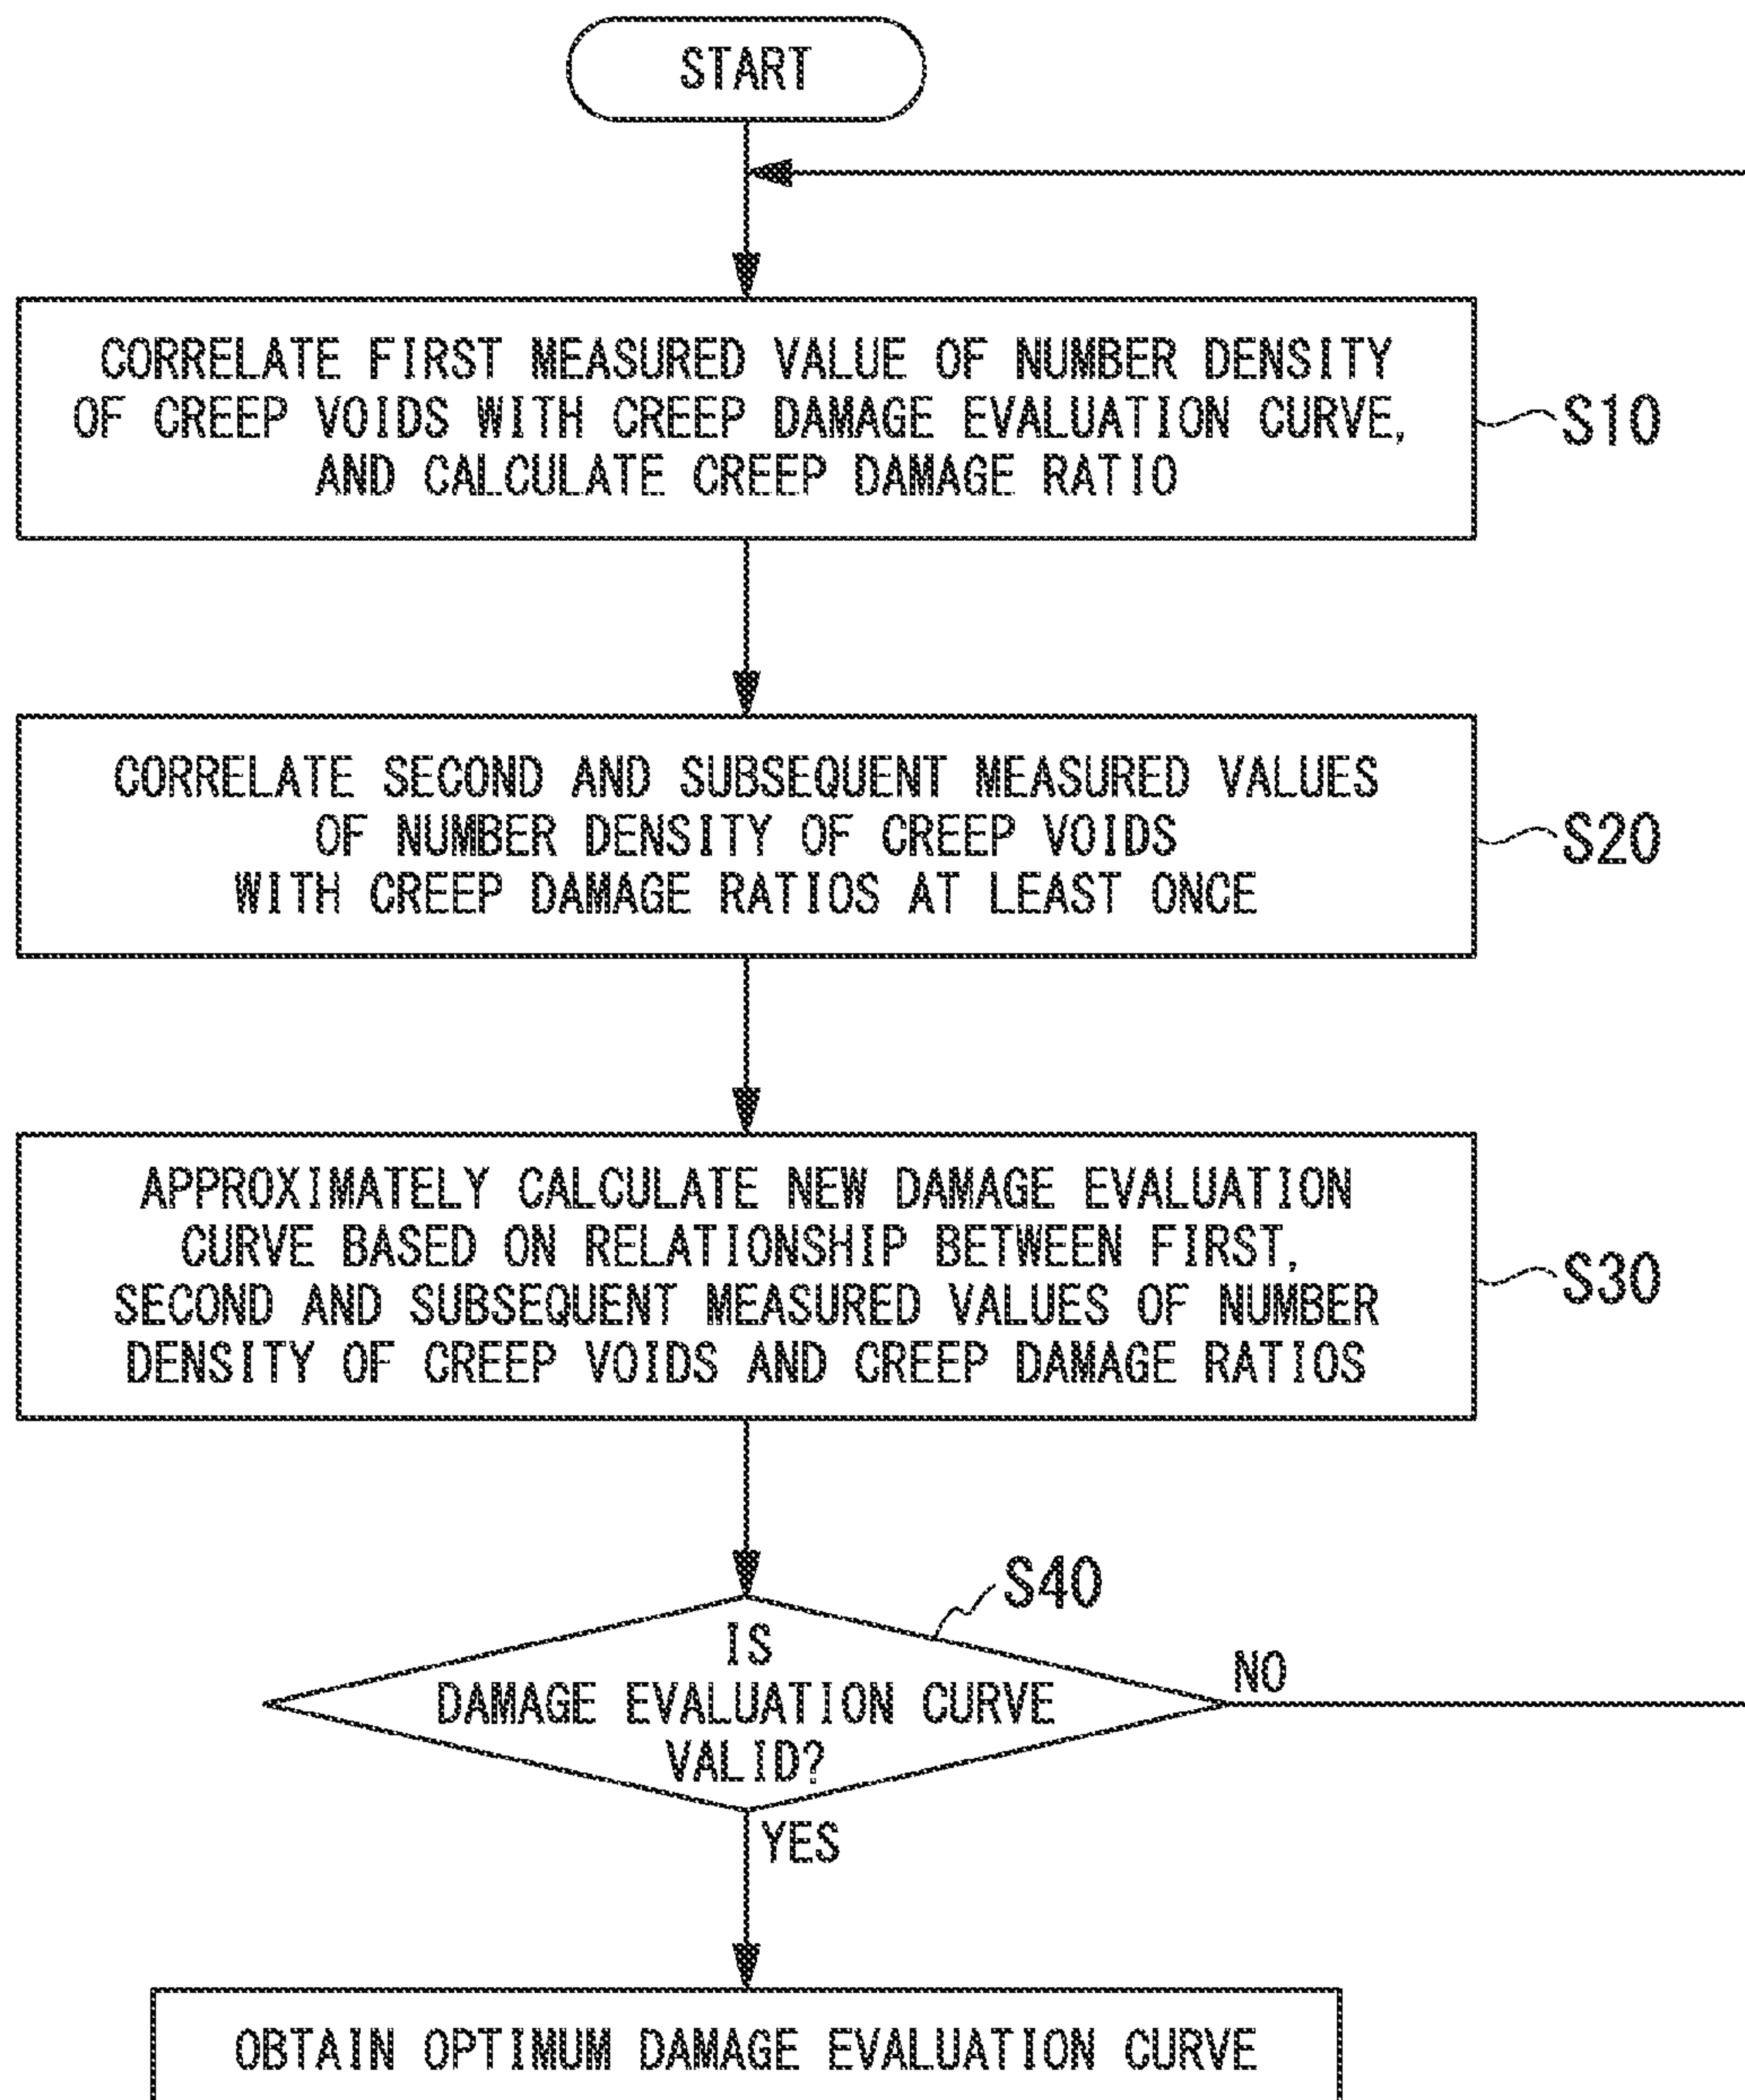 START
CORRELATE FIRST MEASURED VALUE OF NUMBER DENSITY
OF CREEP VOIDS WITH CREEP DAMAGE EVALUATION CURVE,
AND CALCULATE CREEP DAMAGE RATIO
S10
CORRELATE SECOND AND SUBSEQUENT MEASURED VALUES
OF NUMBER DENSITY OF CREEP VOIDS
WITH CREEP DAMAGE RATIOS AT LEAST ONCE
S20
APPROXIMATELY CALCULATE NEW DAMAGE EVALUATION
CURVE BASED ON RELATIONSHIP BETWEEN FIRST,
SECOND AND SUBSEQUENT MEASURED VALUES OF NUMBER
DENSITY OF CREEP VOIDS AND CREEP DAMAGE RATIOS
S30
S40
IS
DAMAGE EVALUATION CURVE
VALID?
NO
YES
OBTAIN OPTIMUM DAMAGE EVALUATION CURVE